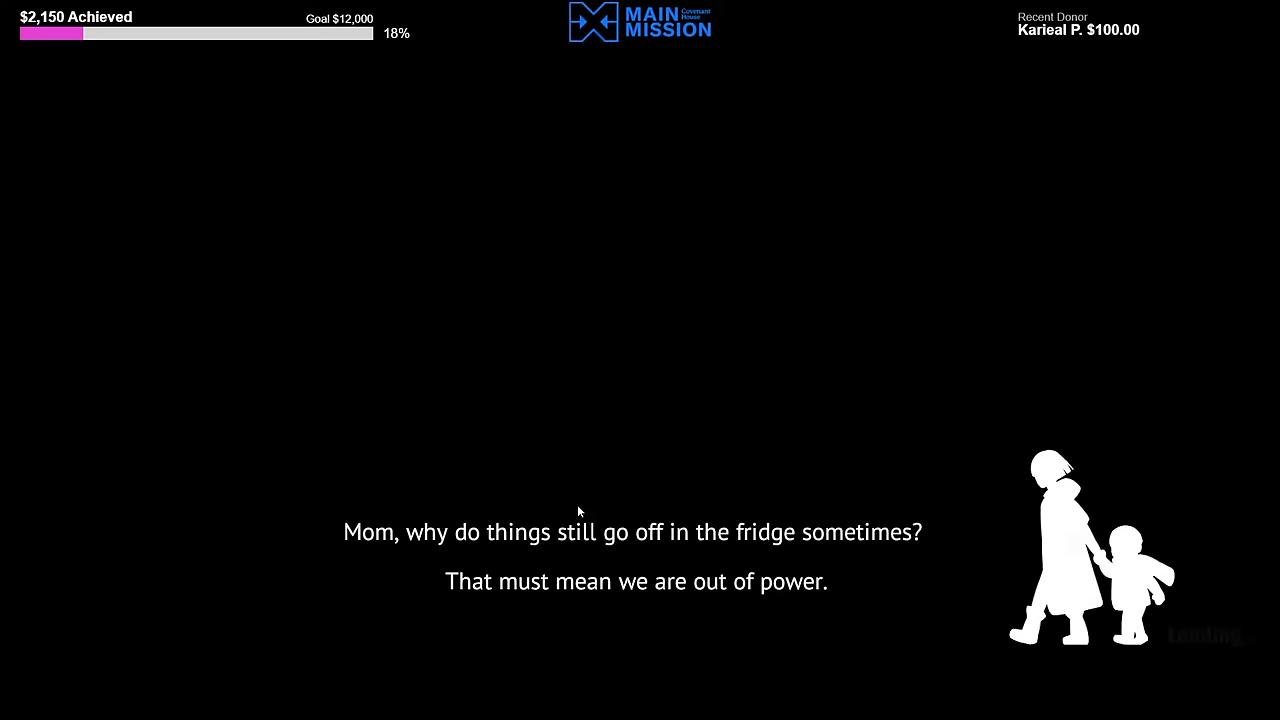 $2,150 Achieved
Goal $12,000
18%
MAIN Covenant House
MISSION
Recent Donor
Karieal P. $100.00
Mom, why do things still go off in the fridge sometimes?
That must mean we are out of power.
Loading...